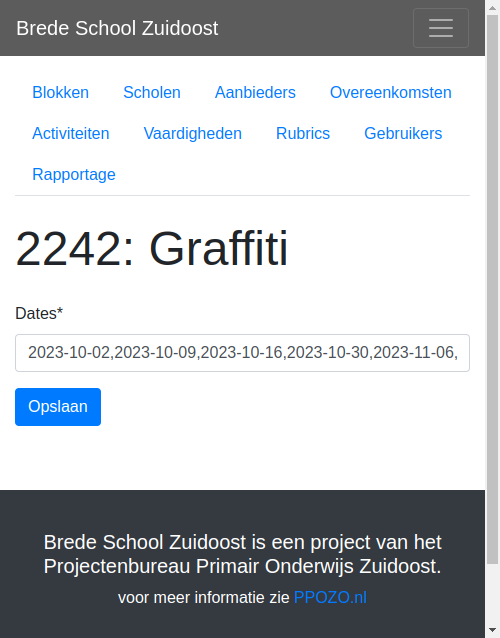 Brede School Zuidoost
Blokken Scholen Aanbieders Overeenkomsten
Activiteiten Vaardigheden Rubrics Gebruikers
Rapportage
2242: Graffiti
Dates*
2023-10-02,2023-10-09,2023-10-16,2023-10-30,2023-11-06,
Opslaan
Brede School Zuidoost is een project van het
Projectenbureau Primair Onderwijs Zuidoost.
voor meer informatie zie PPOZO.nl